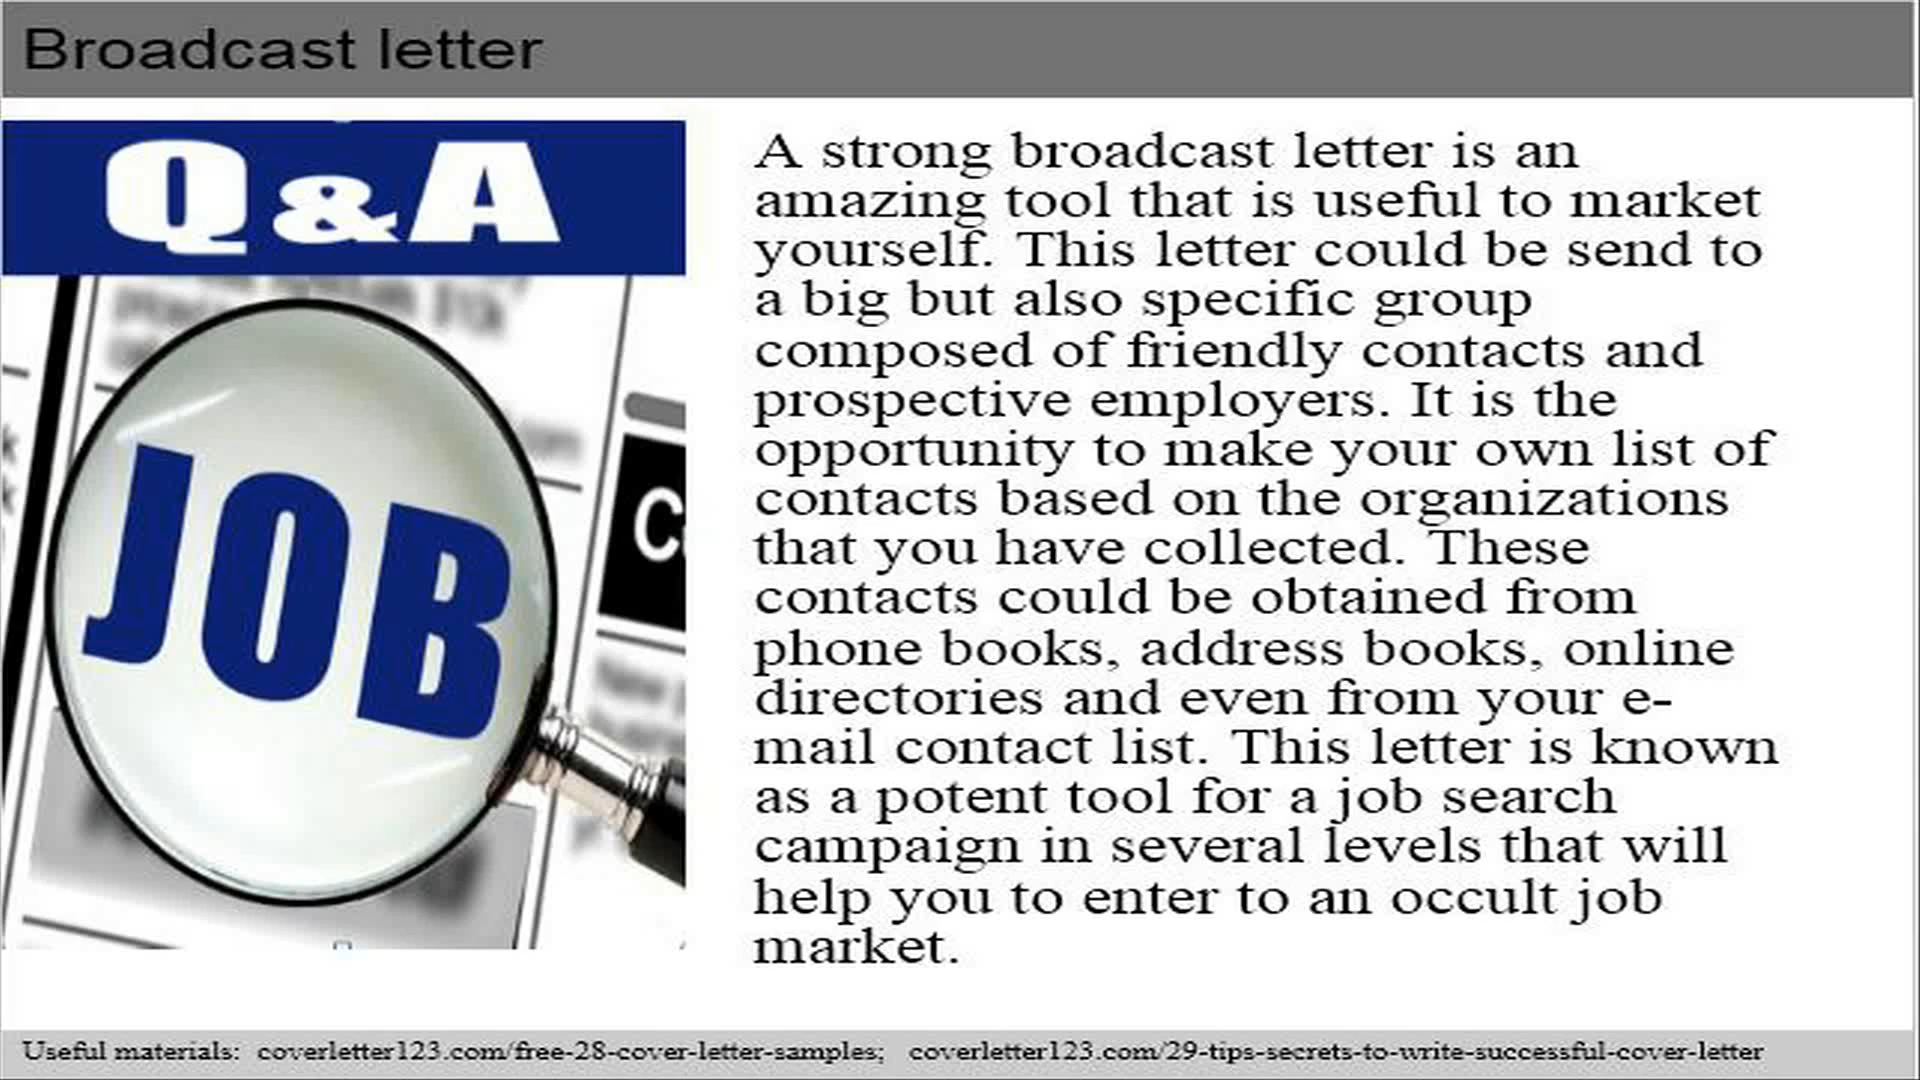 Broadcast letter
Q & A
JOB
C
A strong broadcast letter is an
amazing tool that is useful to market
yourself. This letter could be send to
a big but also specific group
composed of friendly contacts and
prospective employers. It is the
opportunity to make your own list of
contacts based on the organizations
that you have collected. These
contacts could be obtained from
phone books, address books, online
directories and even from your e-
mail contact list. This letter is known
as a potent tool for a job search
campaign in several levels that will
help you to enter to an occult job
market.
Useful materials: coverletter123.com/free-28-cover-letter-samples; coverletter123.com/29-tips-secrets-to-write-successful-cover-letter